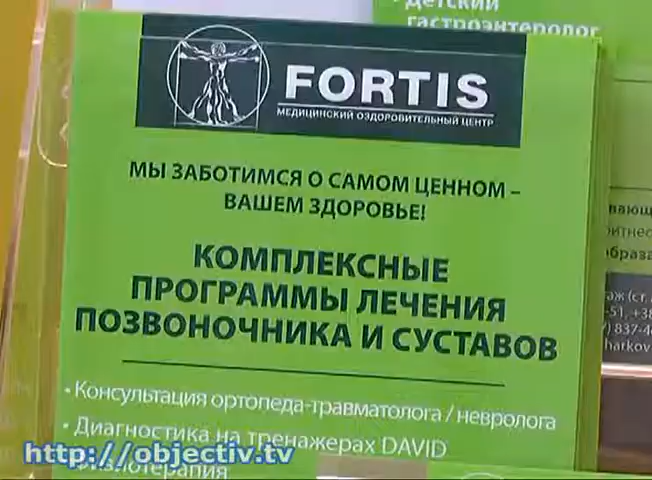 Детский
гастроэнтеролог
FORTIS
МЕДИЦИНСКИЙ ОЗДОРОВИТЕЛЬНЫЙ ЦЕНТР
МЫ ЗАБОТИМСЯ О САМОМ ЦЕННОМ –
ВАШЕМ ЗДОРОВЬЕ!
КОМПЛЕКСНЫЕ
ПРОГРАММЫ ЛЕЧЕНИЯ
ПОЗВОНОЧНИКА И СУСТАВОВ
• Консультация ортопеда-травматолога / невролога
• Диагностика на тренажерах DAVID
• Физиотерапия
http://objectiv.tv